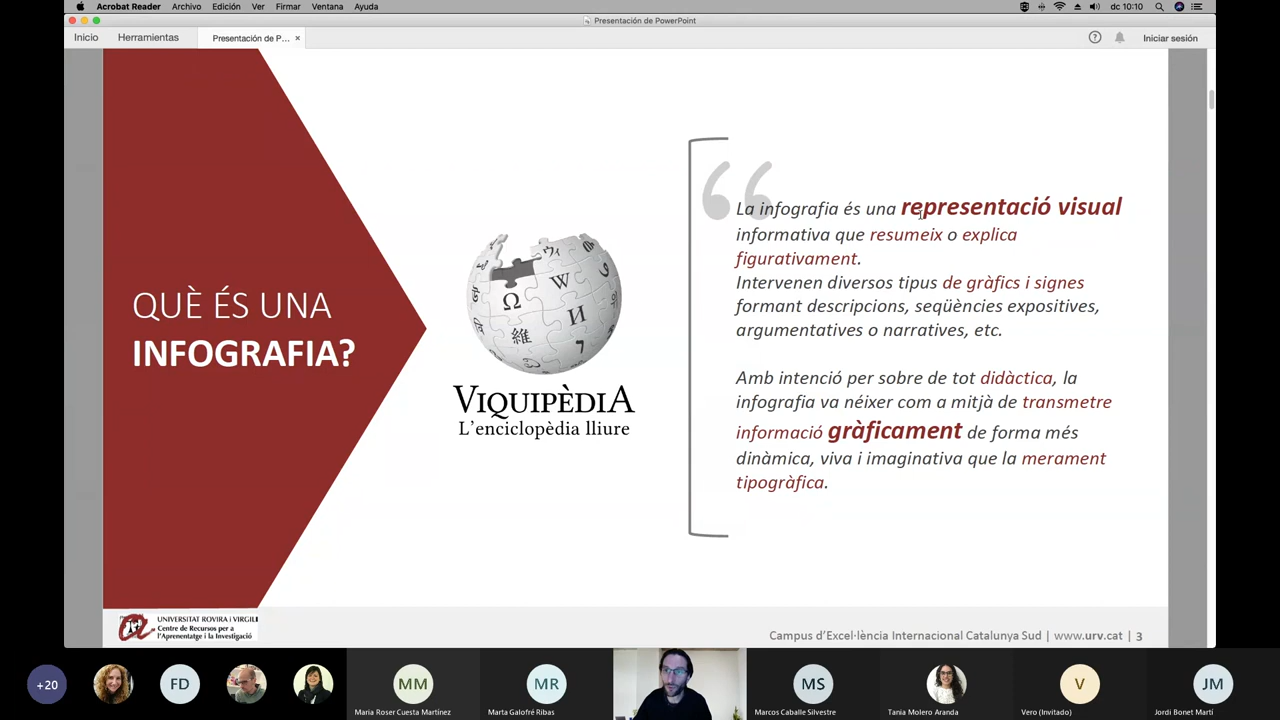 Acrobat Reader Archivo Edición Ver Firmar Ventana Ayuda dc 10:10
Presentación de PowerPoint
Inicio Herramientas Presentación de P... × Iniciar sesión
QUÈ ÉS UNA
INFOGRAFIA?
Ω W И 維 7
VIQUIPÈDIA
L'enciclopèdia lliure
“
La infografia és una representació visual
informativa que resumeix o explica
figurativament.
Intervenen diversos tipus de gràfics i signes
formant descripcions, seqüències expositives,
argumentatives o narratives, etc.
Amb intenció per sobre de tot didàctica, la
infografia va néixer com a mitjà de transmetre
informació gràficament de forma més
dinàmica, viva i imaginativa que la merament
tipogràfica.
UNIVERSITAT ROVIRA i VIRGILI
Centre de Recursos per a
l'Aprenentatge i la Investigació
Campus d'Excel·lència Internacional Catalunya Sud | www.urv.cat | 3
+20 FD MM MR MS V JM
Maria Roser Cuesta Martínez Marta Galofré Ribas Marcos Caballe Silvestre Tania Molero Aranda Vero (Invitado) Jordi Bonet Martí